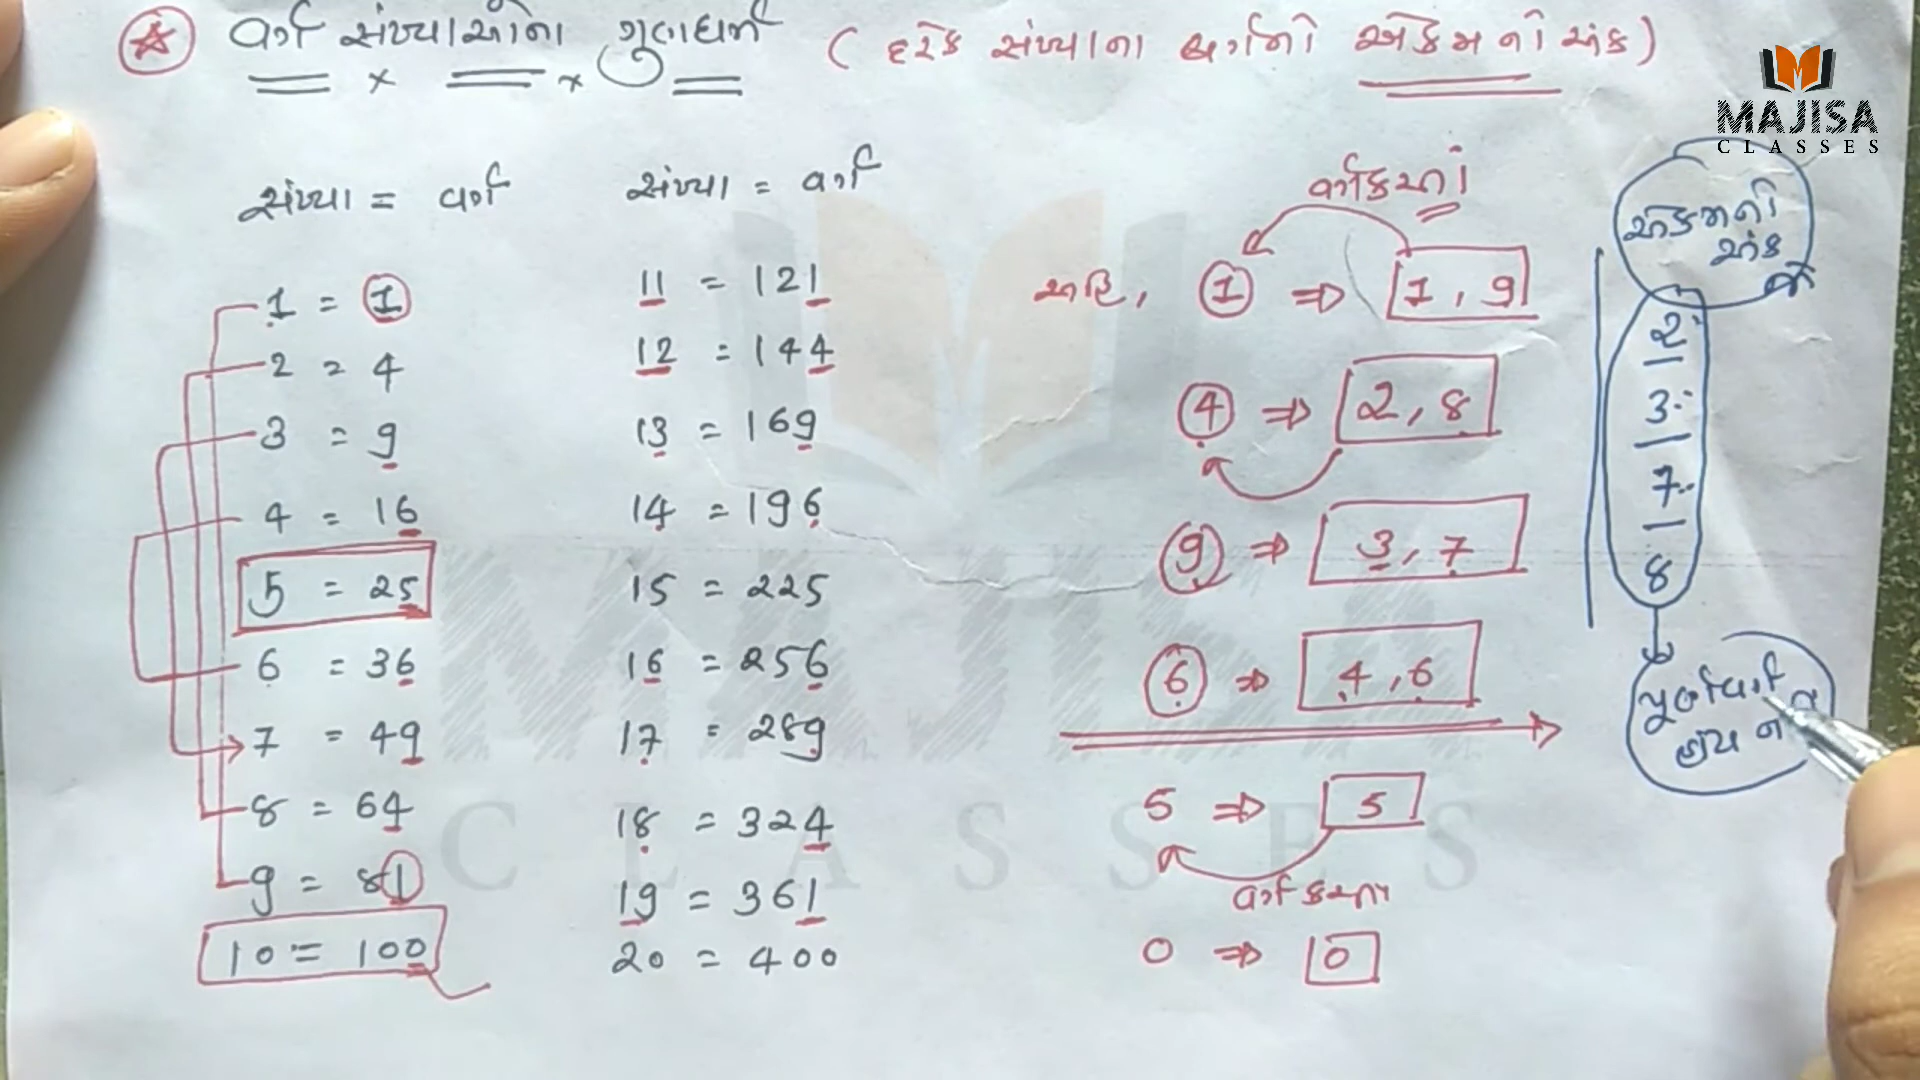 વર્ગ સંખ્યાઓના ગુણધર્મ (દરેક સંખ્યાના વર્ગનો એકમનો અંક)
MAJISA
CLASSES
સંખ્યા = વર્ગ
1 = 1
2 = 4
3 = 9
4 = 16
5 = 25
6 = 36
7 = 49
8 = 64
9 = 81
10 = 100
સંખ્યા = વર્ગ
11 = 121
12 = 144
13 = 169
14 = 196
15 = 225
16 = 256
17 = 289
18 = 324
19 = 361
20 = 400
1 ⇒ 1, 9
4 ⇒ 2, 8
9 ⇒ 3, 7
6 ⇒ 4, 6
5 ⇒ 5
0 ⇒ 0
એકમનો
અંક
2
3
7
8
પૂર્ણવર્ગ
હોય ન
MAJISA
CLASSES